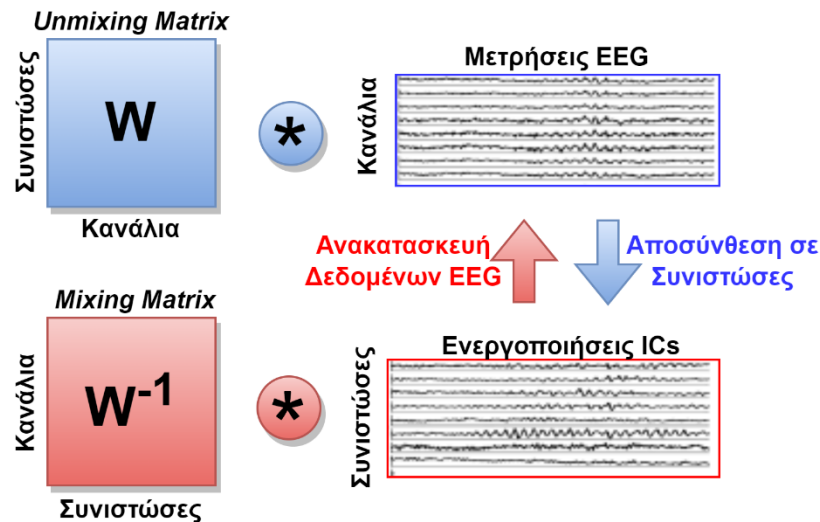 Unmixing Matrix
Συνιστώσες
W
Κανάλια
*
Μετρήσεις EEG
Κανάλια
Ανακατασκευή
Δεδομένων EEG
Αποσύνθεση σε
Συνιστώσες
Mixing Matrix
Κανάλια
W-1
Συνιστώσες
*
Ενεργοποιήσεις ICs
Συνιστώσες